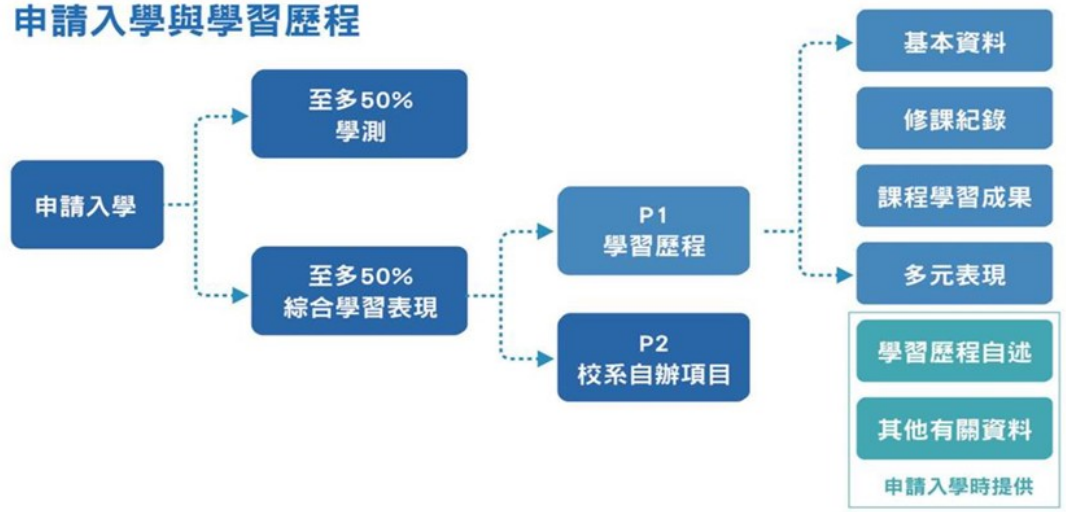 申請入學與學習歷程
申請入學
至多50%
學測
至多50%
綜合學習表現
P1
學習歷程
P2
校系自辦項目
基本資料
修課紀錄
課程學習成果
多元表現
學習歷程自述
其他有關資料
申請入學時提供